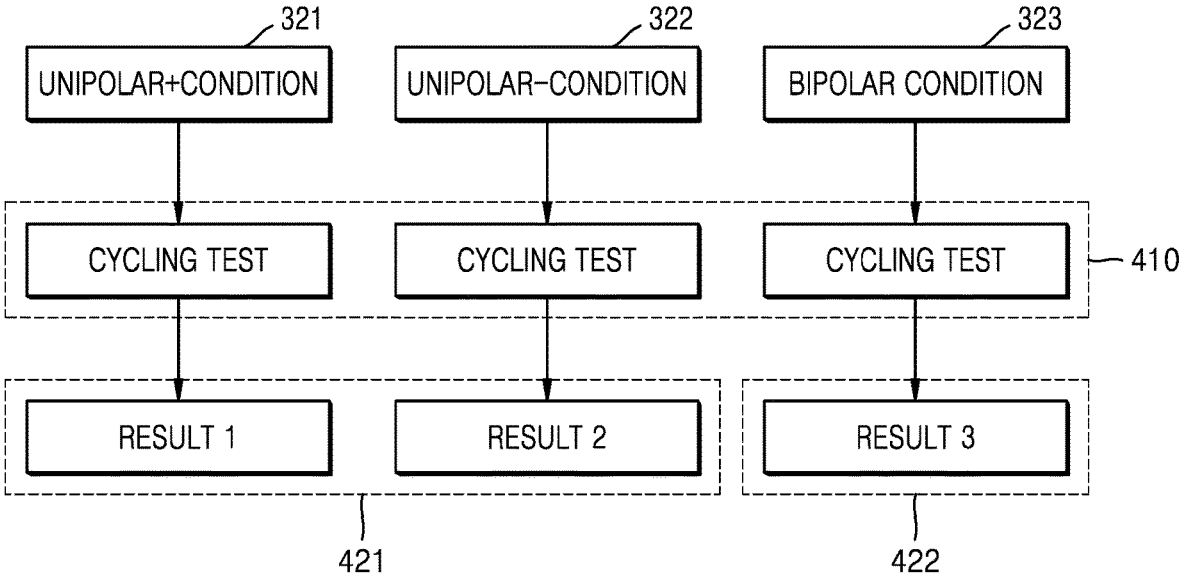 321
322
323
UNIPOLAR+CONDITION
UNIPOLAR-CONDITION
BIPOLAR CONDITION
CYCLING TEST
CYCLING TEST
CYCLING TEST
410
RESULT 1
RESULT 2
RESULT 3
421
422